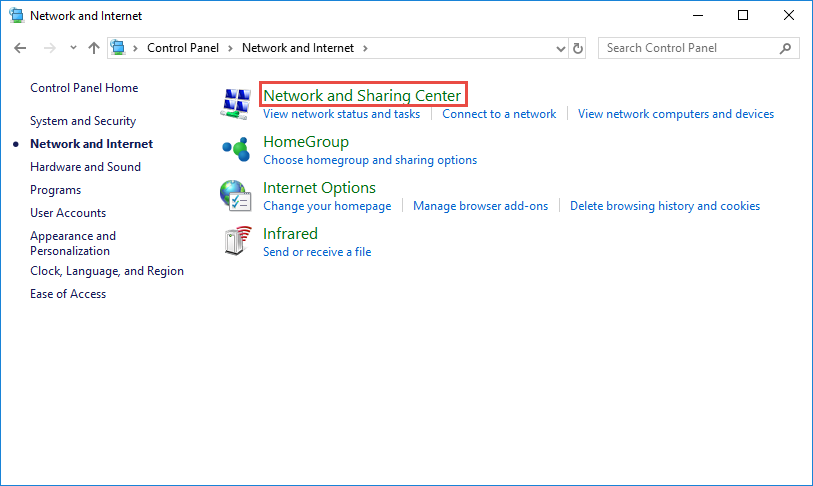 Network and Internet
Control Panel > Network and Internet >
Search Control Panel
Control Panel Home
System and Security
Network and Internet
Hardware and Sound
Programs
User Accounts
Appearance and
Personalization
Clock, Language, and Region
Ease of Access
Network and Sharing Center
View network status and tasks | Connect to a network | View network computers and devices
HomeGroup
Choose homegroup and sharing options
Internet Options
Change your homepage | Manage browser add-ons | Delete browsing history and cookies
Infrared
Send or receive a file